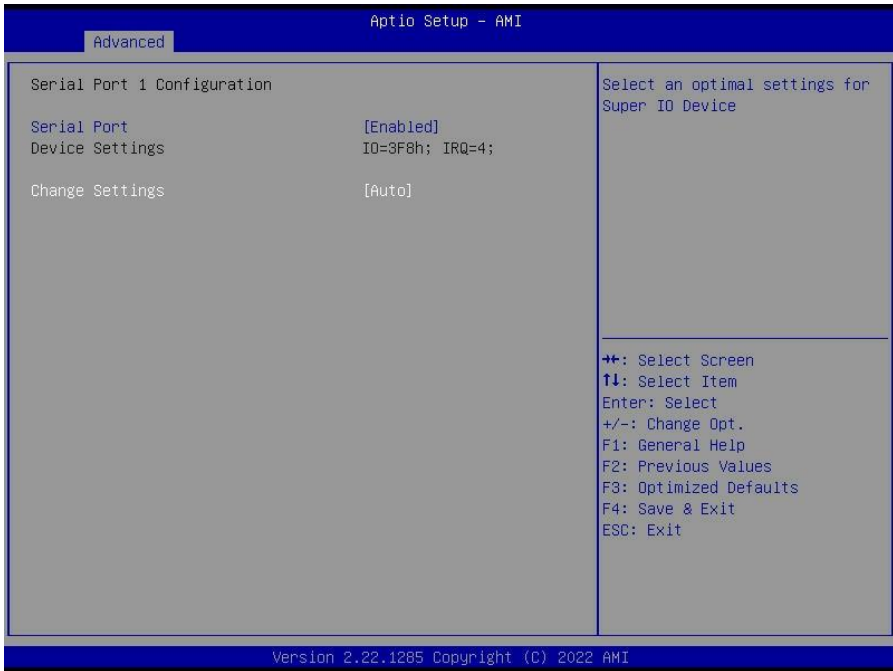 Aptio Setup – AMI
Advanced
Serial Port 1 Configuration
Serial Port [Enabled]
Device Settings IO=3F8h; IRQ=4;
Change Settings [Auto]
Select an optimal settings for
Super IO Device
→←: Select Screen
↑↓: Select Item
Enter: Select
+/-: Change Opt.
F1: General Help
F2: Previous Values
F3: Optimized Defaults
F4: Save & Exit
ESC: Exit
Version 2.22.1285 Copyright (C) 2022 AMI